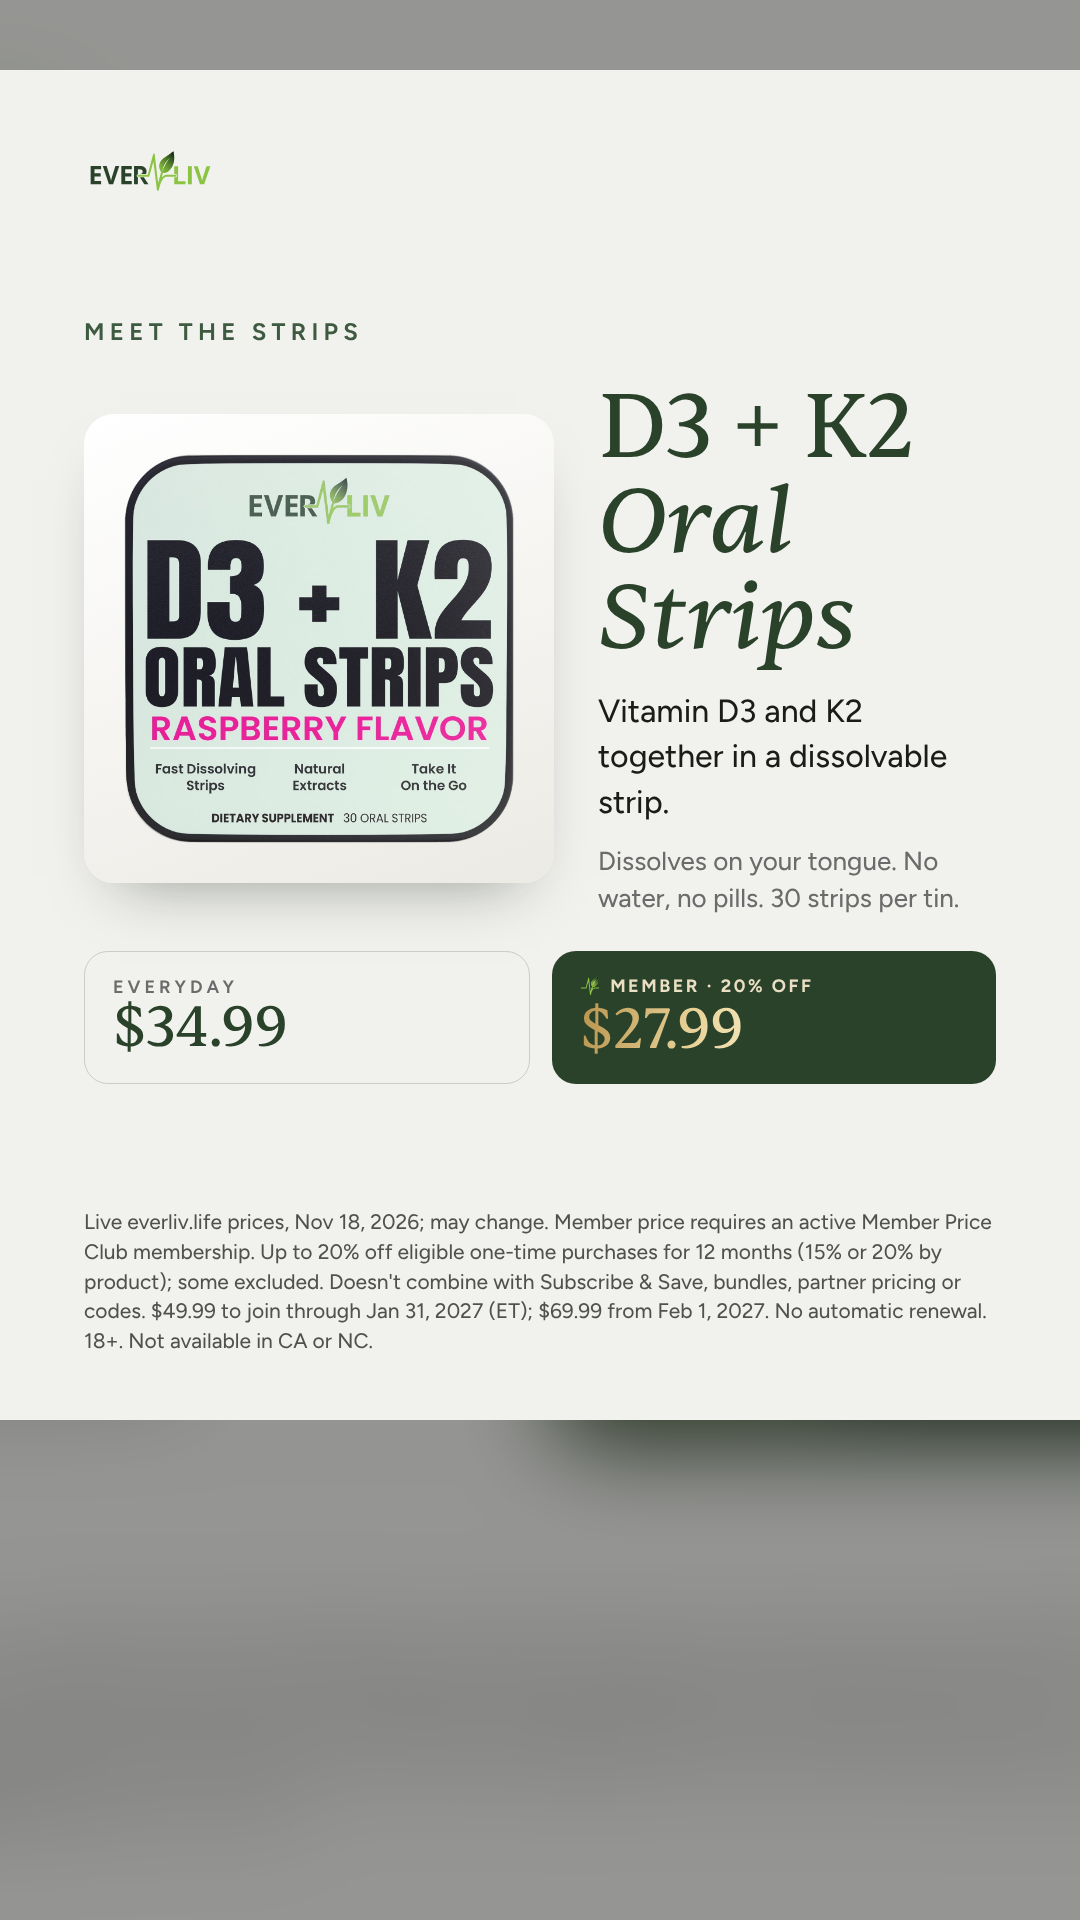 EVERLIV
MEET THE STRIPS
EVERLIV
D3 + K2
ORAL STRIPS
RASPBERRY FLAVOR
Fast Dissolving Strips
Natural Extracts
Take It On the Go
DIETARY SUPPLEMENT 30 ORAL STRIPS
D3 + K2
Oral
Strips
Vitamin D3 and K2
together in a dissolvable
strip.
Dissolves on your tongue. No
water, no pills. 30 strips per tin.
EVERYDAY
$34.99
MEMBER · 20% OFF
$27.99
Live everliv.life prices, Nov 18, 2026; may change. Member price requires an active Member Price
Club membership. Up to 20% off eligible one-time purchases for 12 months (15% or 20% by
product); some excluded. Doesn't combine with Subscribe & Save, bundles, partner pricing or
codes. $49.99 to join through Jan 31, 2027 (ET); $69.99 from Feb 1, 2027. No automatic renewal.
18+. Not available in CA or NC.